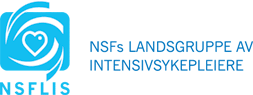 NSFs LANDSGRUPPE AV
INTENSIVSYKEPLEIERE
NSFLIS